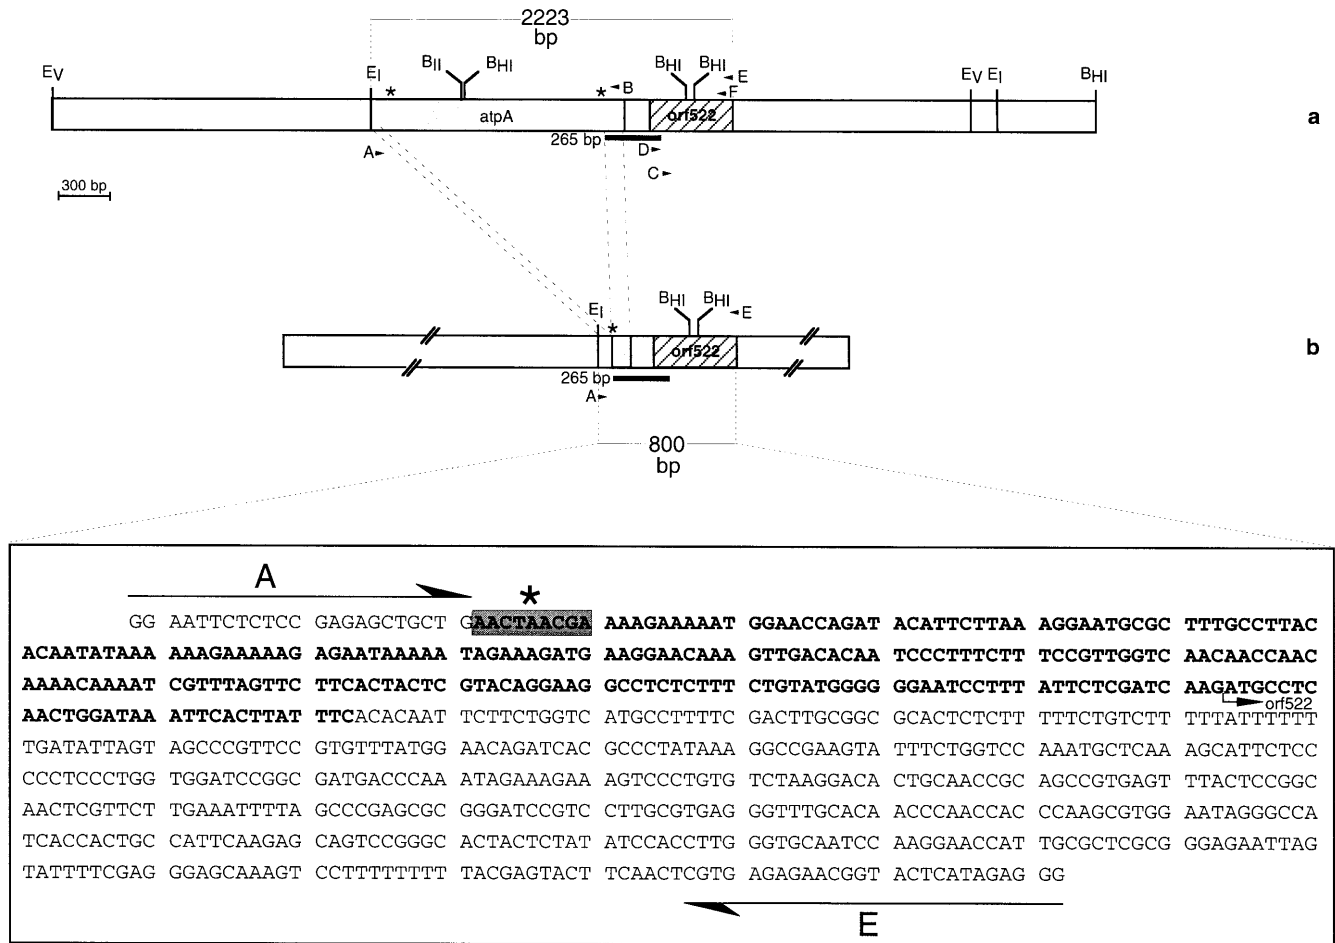 2223
bp
EV
EI
*
BII
BHI
*
B
BHI
BHI
E
F
EV
EI
BHI
atpA
orf522
a
A
265 bp
D
C
300 bp
EI
*
BHI
BHI
E
orf522
b
265 bp
A
800
bp
A
*
GG AATTCTCTCC GAGAGCTGCT GAACTAACGA AAAGAAAAAT GGAACCAGAT ACATTCTTAA AGGAATGCGC TTTGCCTTAC
ACAATATAAA AAAGAAAAAG AGAATAAAAA TAGAAAGATG AAGGAACAAA GTTGACACAA TCCCTTTCTT TCCGTTGGTC AACAACCAAC
AAAACAAAAT CGTTTAGTTC TTCACTACTC GTACAGGAAG GCCTCTCTTT CTGTATGGGG GGAATCCTTT ATTCTCGATC AAGATGCCTC
orf522
AACTGGATAA ATTCACTTAT TTCACACAAT TCTTCTGGTC ATGCCTTTTC GACTTGCGGC GCACTCTCTT TTTCTGTCTT TTTATTTTTT
TGATATTAGT AGCCCGTTCC GTGTTTATGG AACAGATCAC GCCCTATAAA GGCCGAAGTA TTTCTGGTCC AAATGCTCAA AGCATTCTCC
CCCTCCCTGG TGGATCCGGC GATGACCCAA ATAGAAAGAA AGTCCCTGTG TCTAAGGACA CTGCAACCGC AGCCGTGAGT TTACTCCGGC
AACTCGTTCT TGAAATTTTA GCCCGAGCGC GGGATCCGTC CTTGCGTGAG GGTTTGCACA ACCCAACCAC CCAAGCGTGG AATAGGGCCA
TCACCACTGC CATTCAAGAG CAGTCCGGGC ACTACTCTAT ATCCACCTTG GGTGCAATCC AAGGAACCAT TGCGCTCGCG GGAGAATTAG
TATTTTCGAG GGAGCAAAGT CCTTTTTTTT TACGAGTACT TCAACTCGTG AGAGAACGGT ACTCATAGAG GG
E